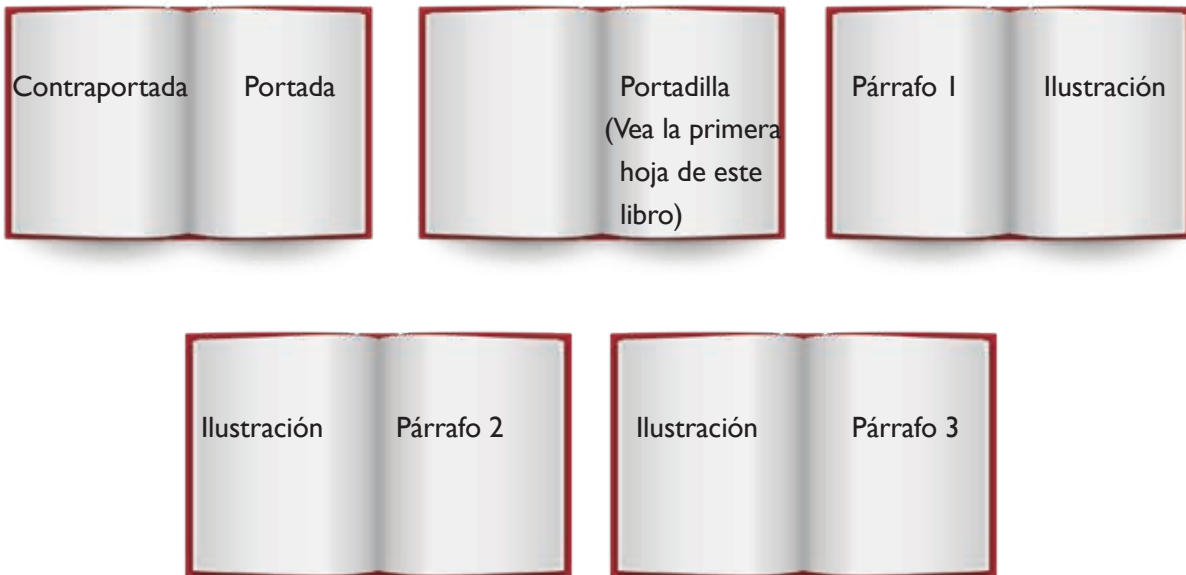 Contraportada Portada
Portadilla
(Vea la primera
hoja de este
libro)
Párrafo 1 Ilustración
Ilustración Párrafo 2
Ilustración Párrafo 3